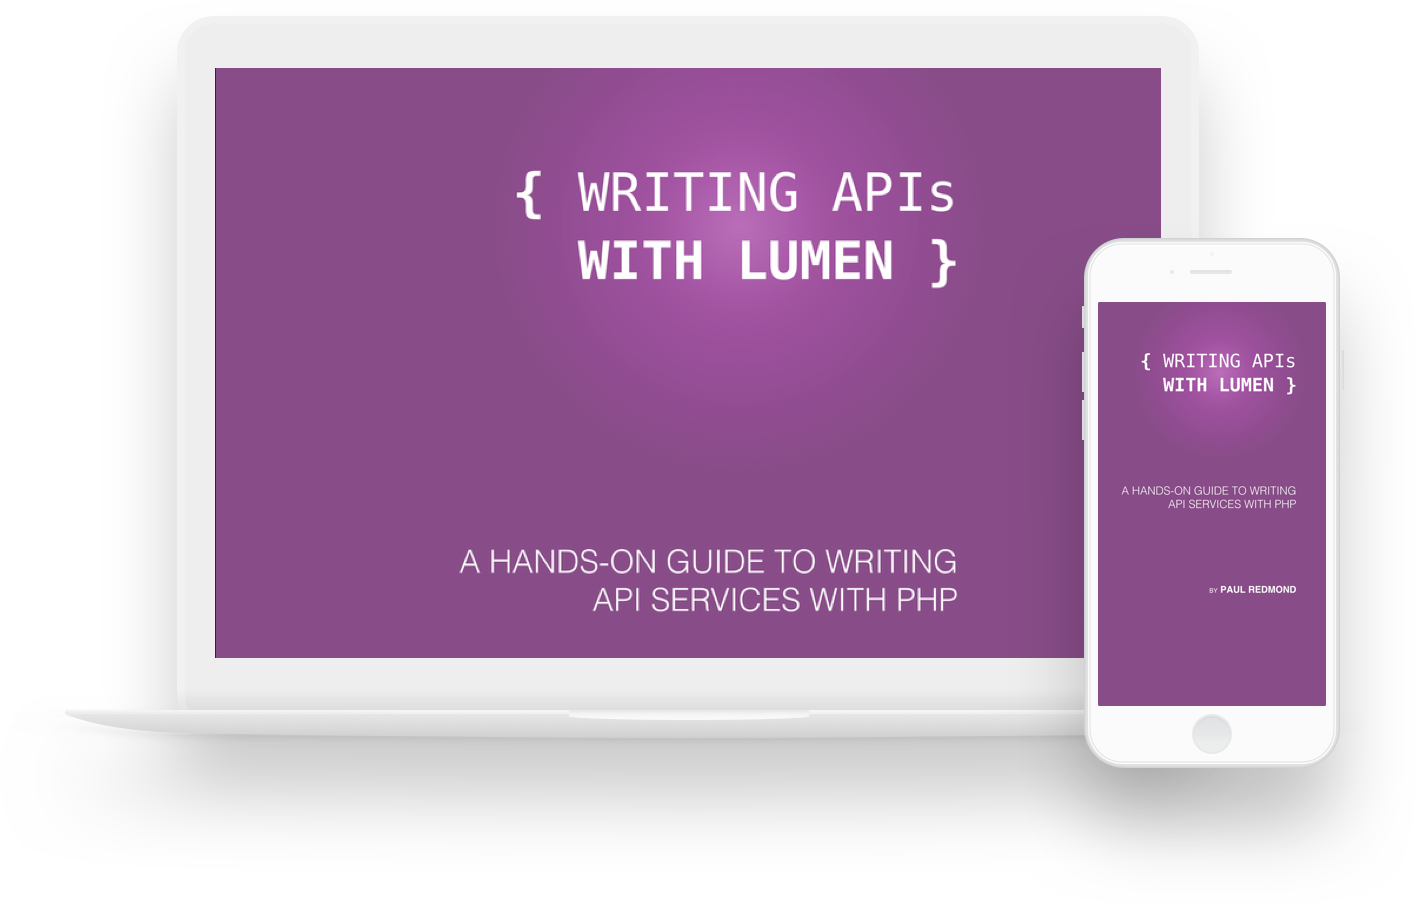 { WRITING APIs
WITH LUMEN }
A HANDS-ON GUIDE TO WRITING
API SERVICES WITH PHP
{ WRITING APIs
WITH LUMEN }
A HANDS-ON GUIDE TO WRITING
API SERVICES WITH PHP
BY PAUL REDMOND